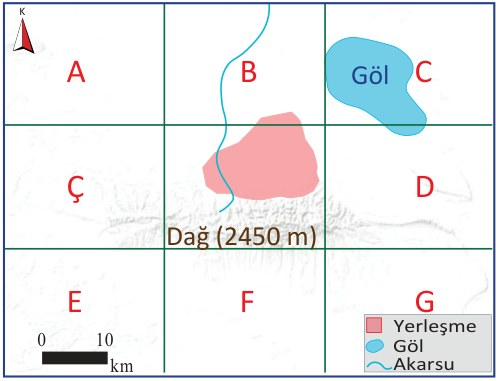 K
A
B
Göl
C
Ç
D
Dağ (2450 m)
E
F
G
0 10
km
Yerleşme
Göl
Akarsu